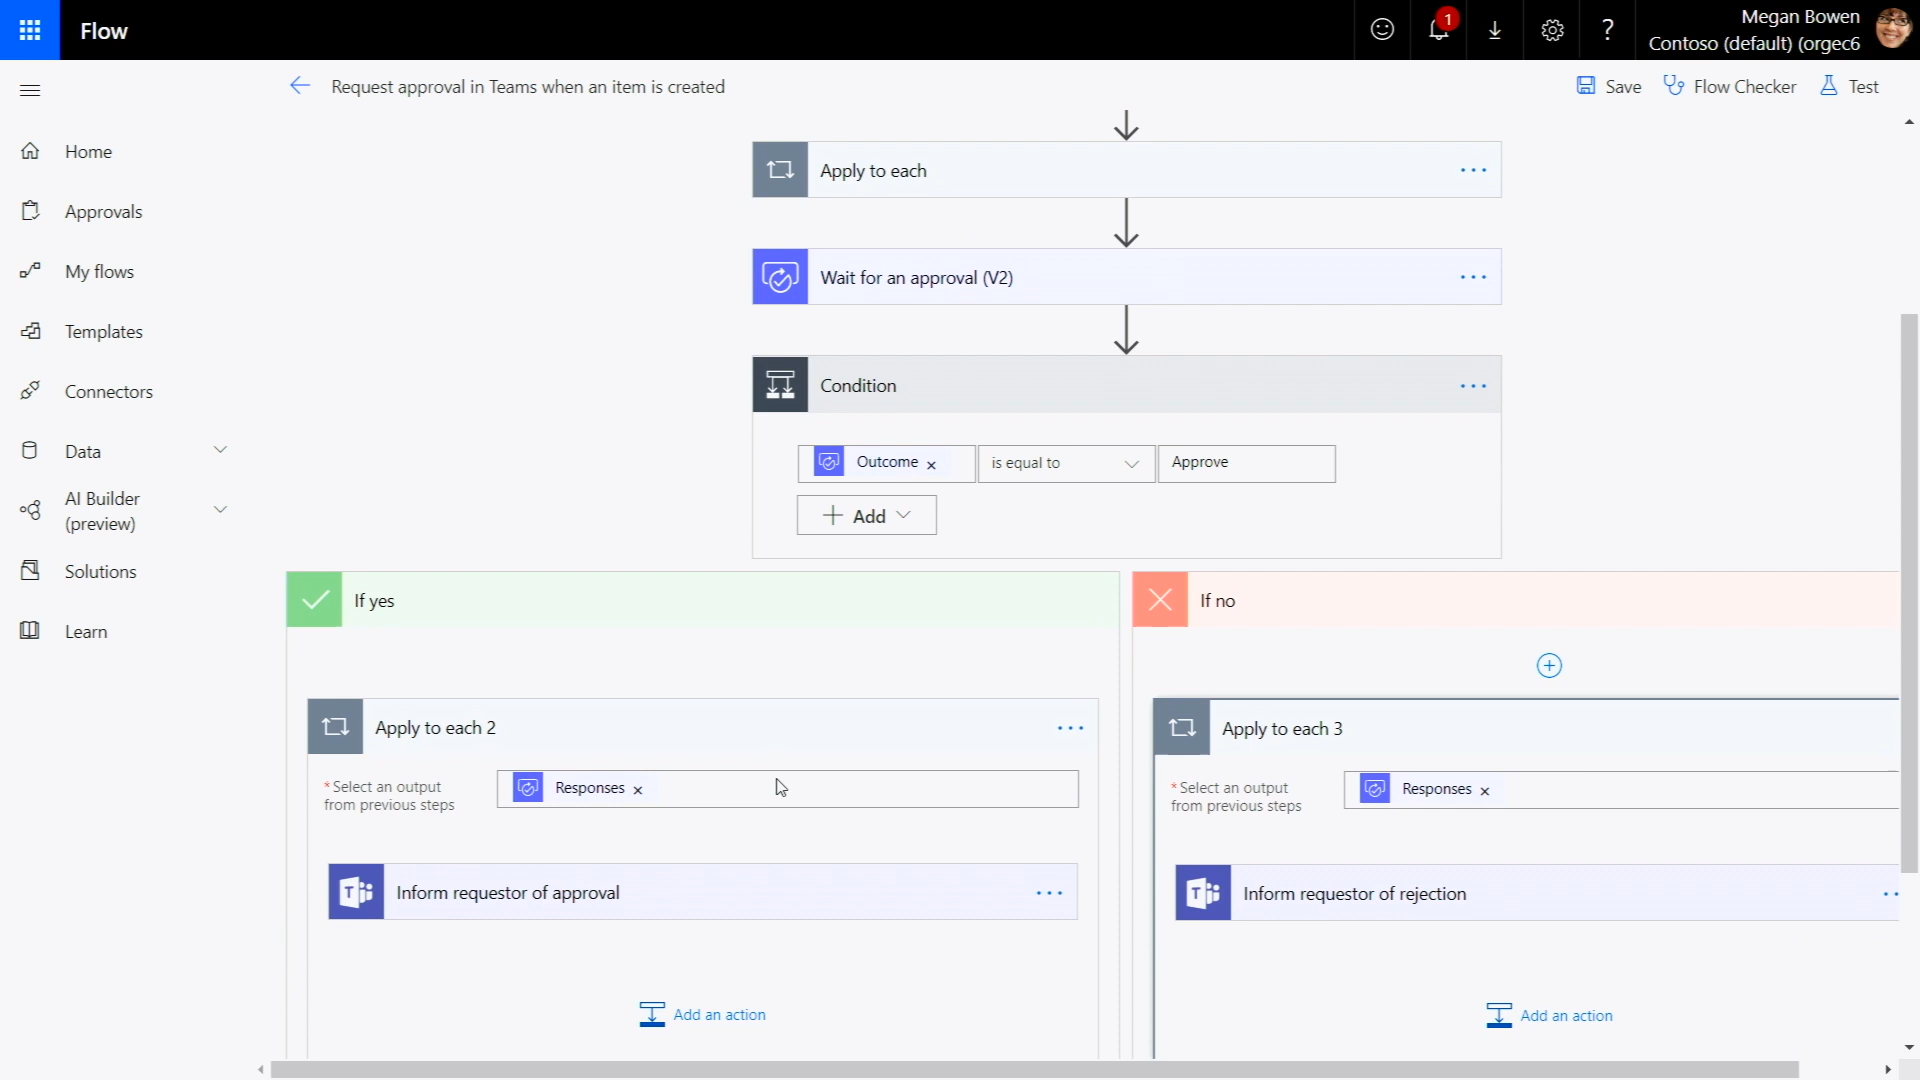 Flow
1
?
Megan Bowen
Contoso (default) (orgec6
Request approval in Teams when an item is created
Save
Flow Checker
Test
Home
Approvals
My flows
Templates
Connectors
Data
AI Builder
(preview)
Solutions
Learn
Apply to each
Wait for an approval (V2)
Condition
Outcome
is equal to
Approve
Add
If yes
If no
Apply to each 2
*Select an output
from previous steps
Responses
T
Inform requestor of approval
Add an action
Apply to each 3
*Select an output
from previous steps
Responses
T
Inform requestor of rejection
Add an action